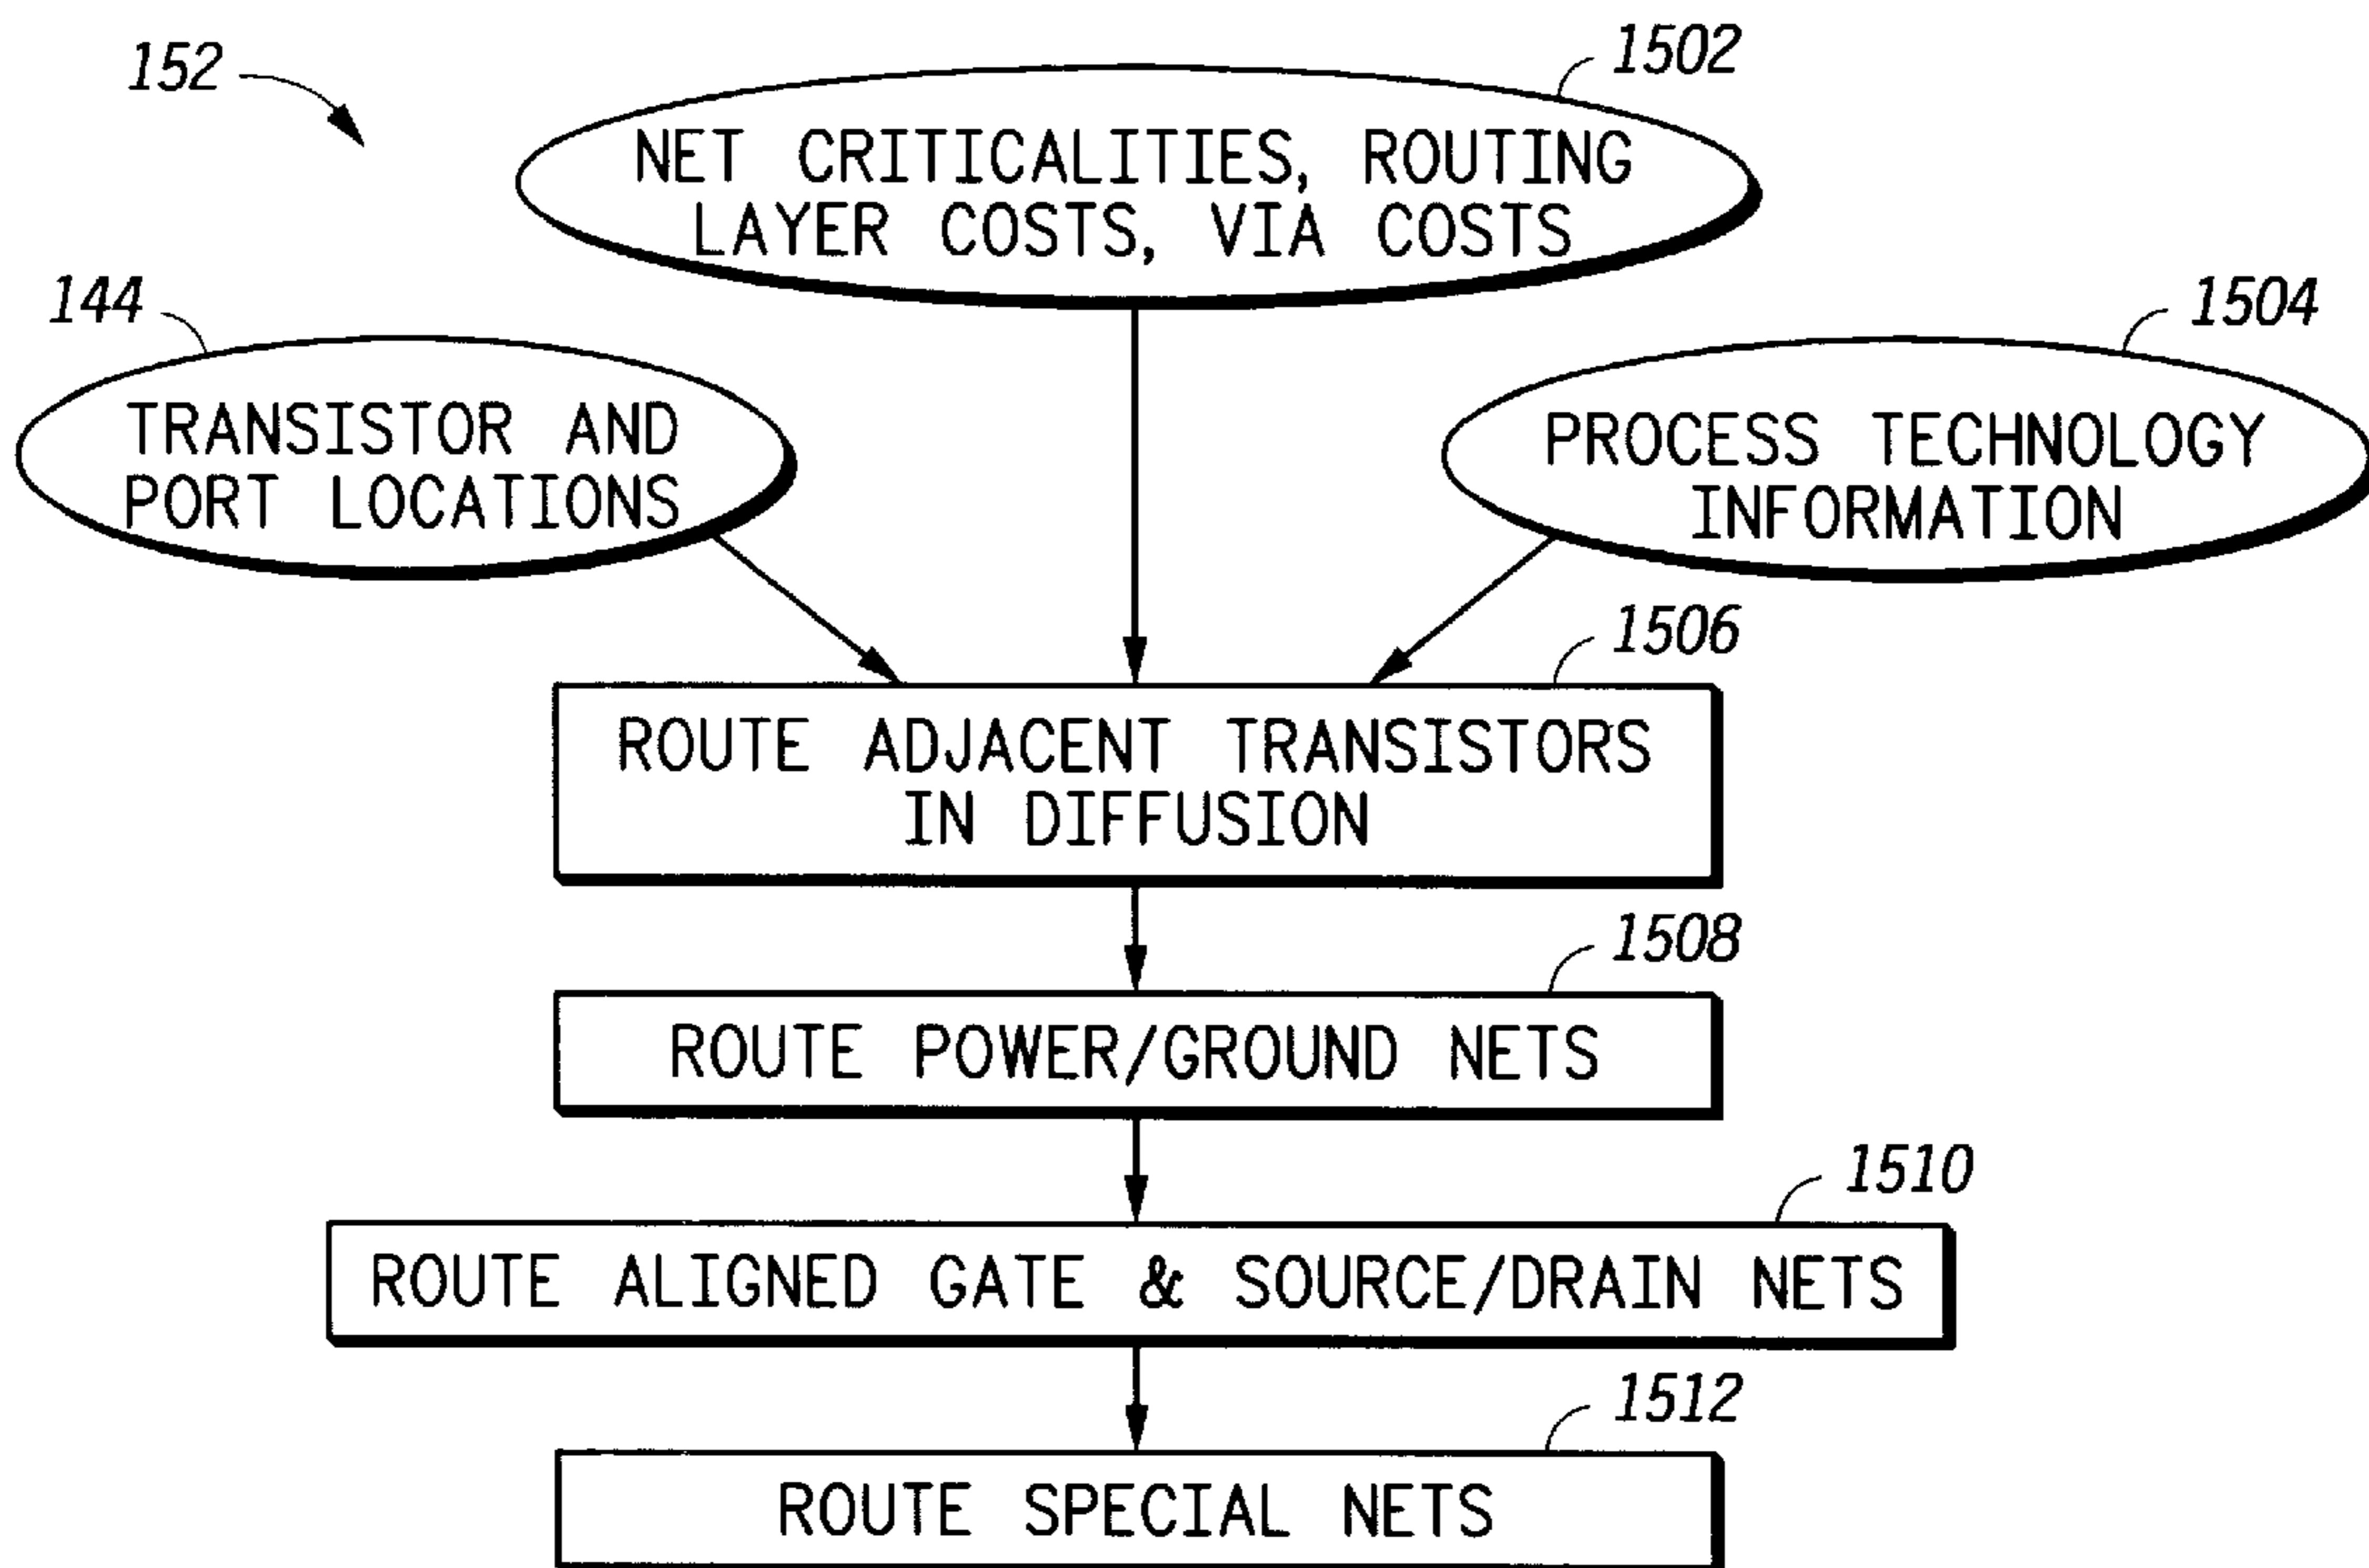 152
1502
NET CRITICALITIES, ROUTING
LAYER COSTS, VIA COSTS
144
TRANSISTOR AND
PORT LOCATIONS
1504
PROCESS TECHNOLOGY
INFORMATION
1506
ROUTE ADJACENT TRANSISTORS
IN DIFFUSION
1508
ROUTE POWER/GROUND NETS
1510
ROUTE ALIGNED GATE & SOURCE/DRAIN NETS
1512
ROUTE SPECIAL NETS